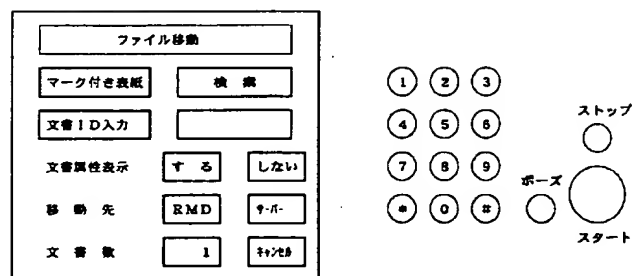 ファイル移動
マーク付き表紙 検索
文書ID入力
文書属性表示 する しない
移動先 RMD サーバー
文書数 1 キャンセル
1 2 3
4 5 6
7 8 9
* 0 #
ストップ
ポーズ
スタート